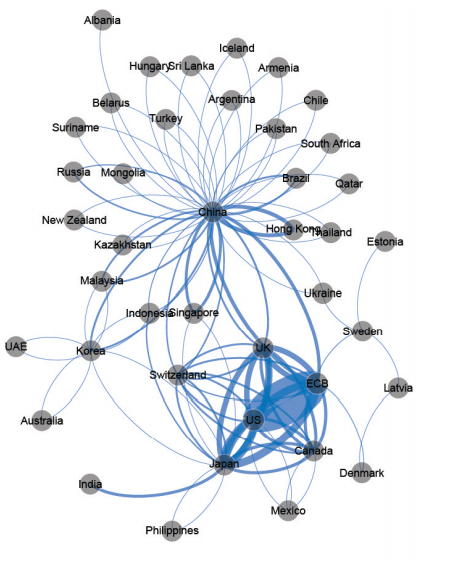 Albania
Iceland
Hungary
Sri Lanka
Armenia
Belarus
Argentina
Chile
Turkey
Suriname
Pakistan
South Africa
Russia
Mongolia
Brazil
Qatar
China
New Zealand
Hong Kong
Thailand
Kazakhstan
Estonia
Malaysia
Ukraine
Indonesia
Singapore
Sweden
UAE
Korea
UK
Switzerland
ECB
Latvia
Australia
US
Canada
Japan
Denmark
India
Mexico
Philippines